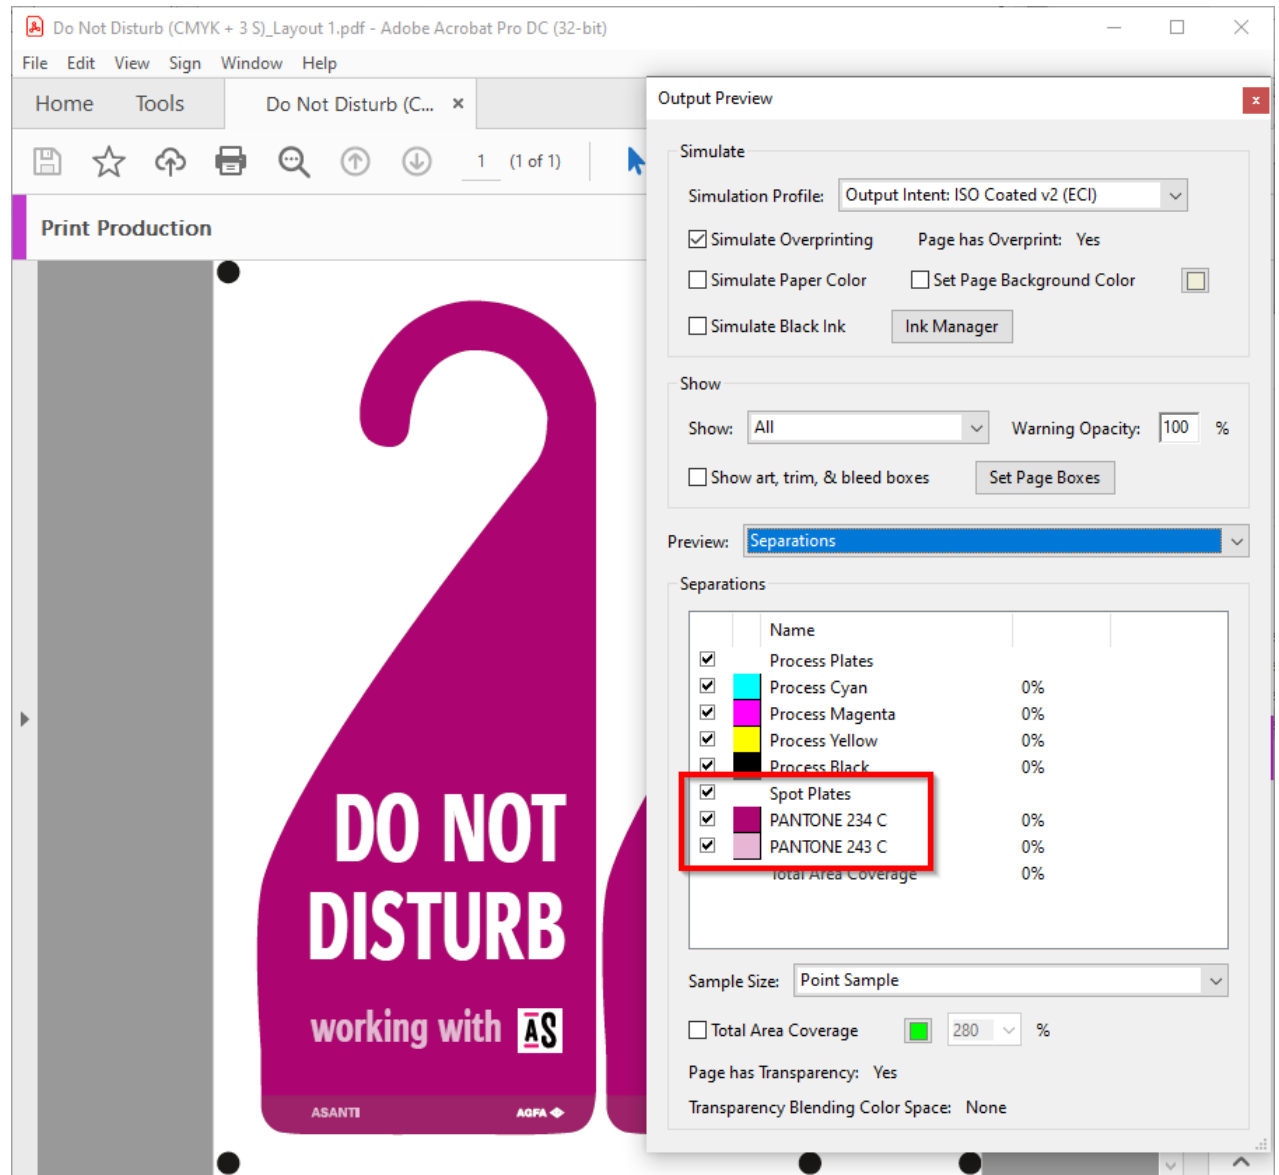 Do Not Disturb (CMYK + 3 S)_Layout 1.pdf - Adobe Acrobat Pro DC (32-bit)
File Edit View Sign Window Help
Home Tools Do Not Disturb (C... ×
1 (1 of 1)
Print Production
DO NOT
DISTURB
working with AS
ASANTI AGFA
Output Preview x
Simulate
Simulation Profile: Output Intent: ISO Coated v2 (ECI)
Simulate Overprinting Page has Overprint: Yes
Simulate Paper Color Set Page Background Color
Simulate Black Ink Ink Manager
Show
Show: All Warning Opacity: 100 %
Show art, trim, & bleed boxes Set Page Boxes
Preview: Separations
Separations
Name
Process Plates
Process Cyan 0%
Process Magenta 0%
Process Yellow 0%
Process Black 0%
Spot Plates
PANTONE 234 C 0%
PANTONE 243 C 0%
Total Area Coverage 0%
Sample Size: Point Sample
Total Area Coverage 280 %
Page has Transparency: Yes
Transparency Blending Color Space: None